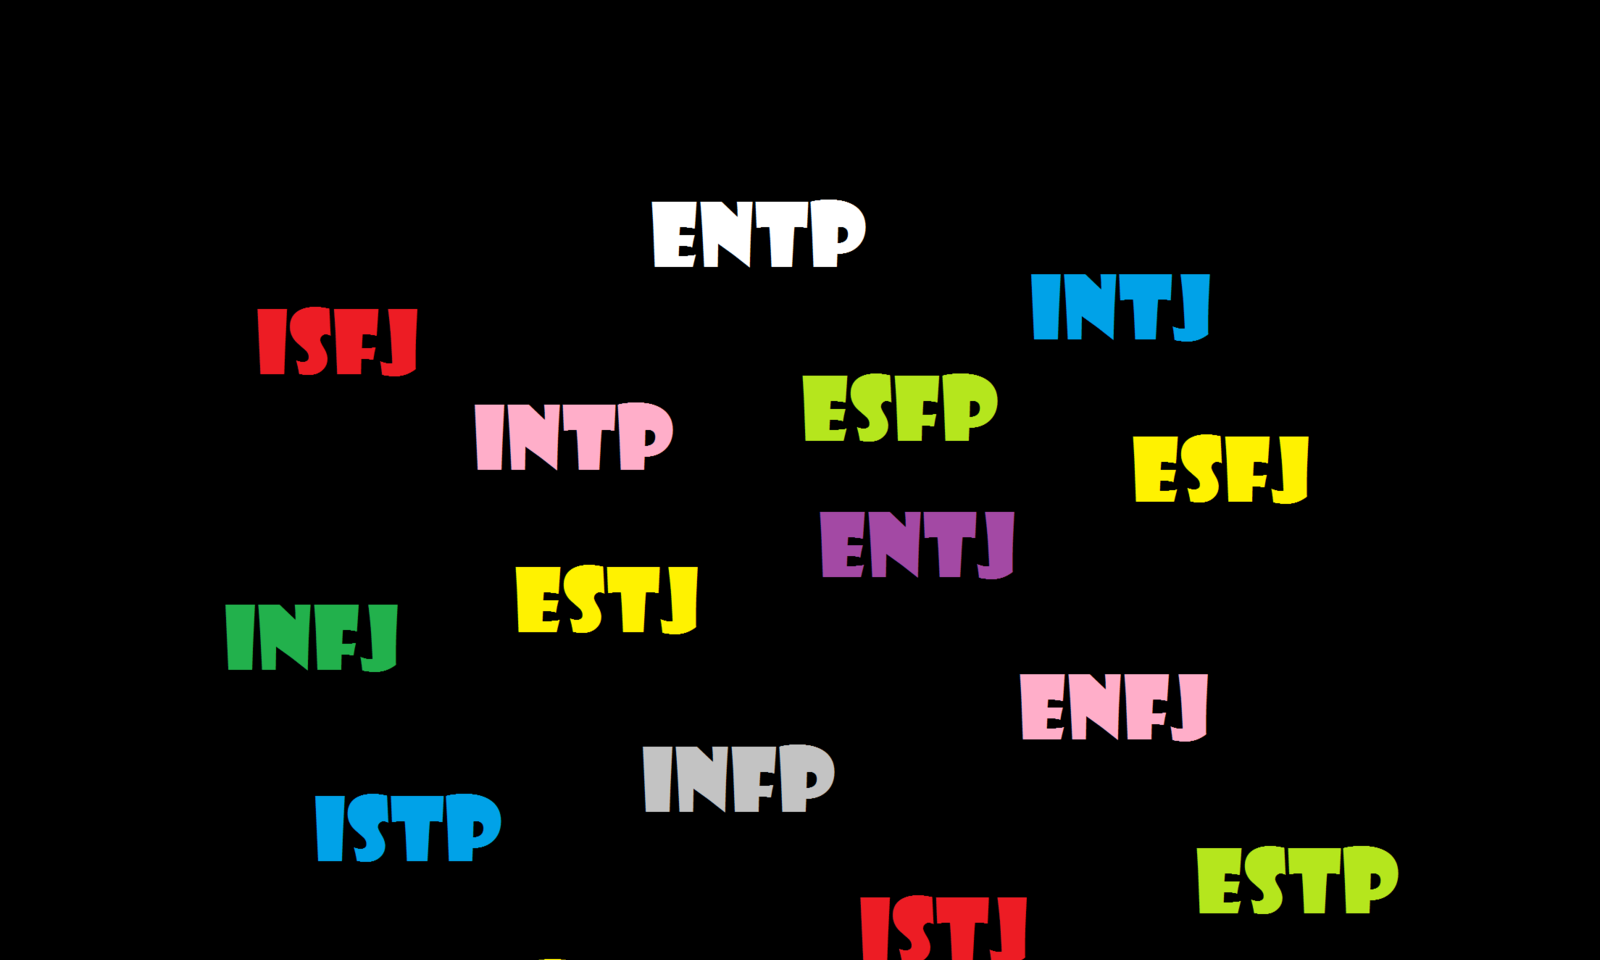 ENTP
INTJ
ISFJ
ESFP
INTP
ESFJ
ENTJ
ESTJ
INFJ
ENFJ
INFP
ISTP
ESTP
ISTJ